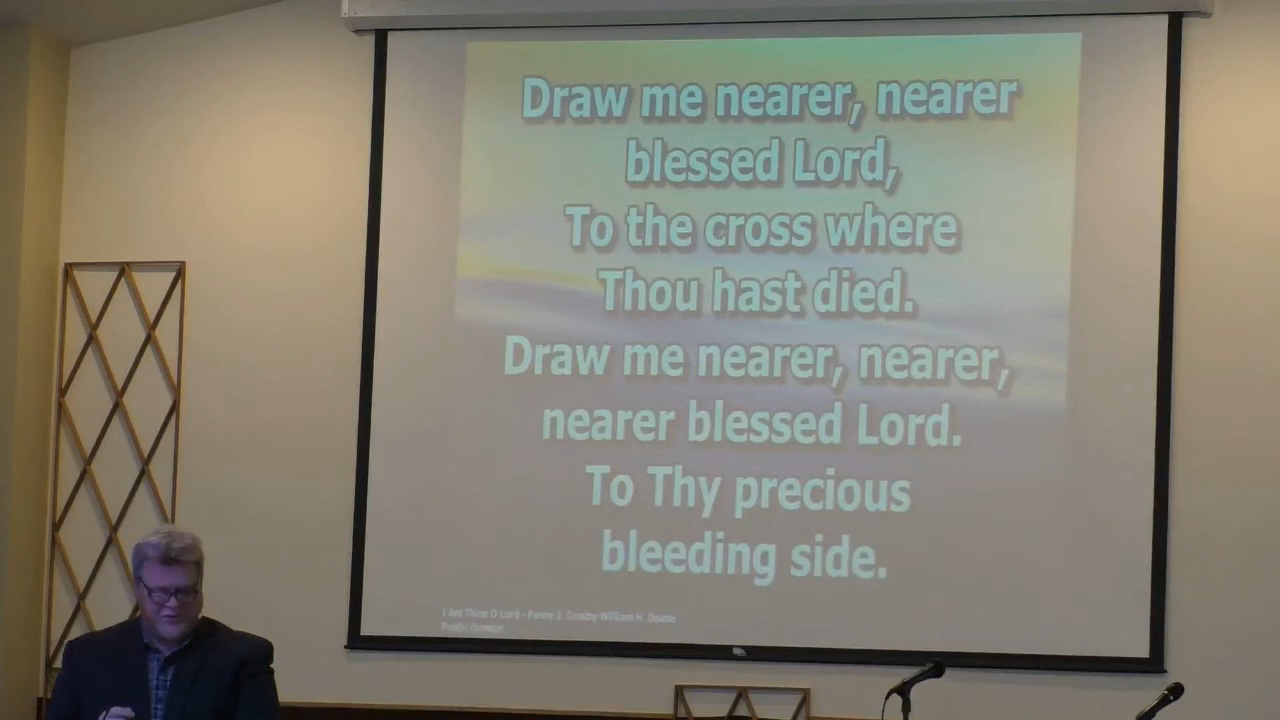 Draw me nearer, nearer
blessed Lord,
To the cross where
Thou hast died.
Draw me nearer, nearer,
nearer blessed Lord.
To Thy precious
bleeding side.
I Am Thine O Lord - Fanny J. Crosby William H. Doane
Public Domain